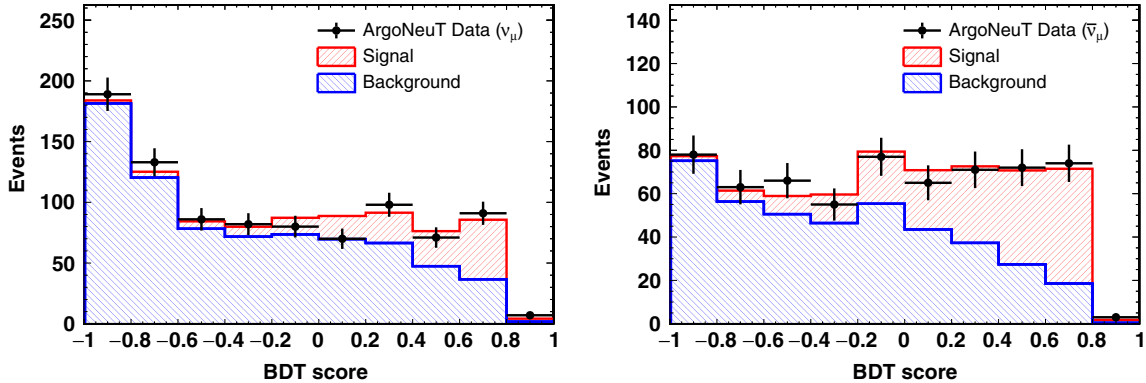 ArgoNeuT Data (ν_μ)
Signal
Background
Events
250
200
150
100
50
0
−1 −0.8 −0.6 −0.4 −0.2 0 0.2 0.4 0.6 0.8 1
BDT score
ArgoNeuT Data (ν̅_μ)
Signal
Background
Events
140
120
100
80
60
40
20
0
−1 −0.8 −0.6 −0.4 −0.2 0 0.2 0.4 0.6 0.8 1
BDT score